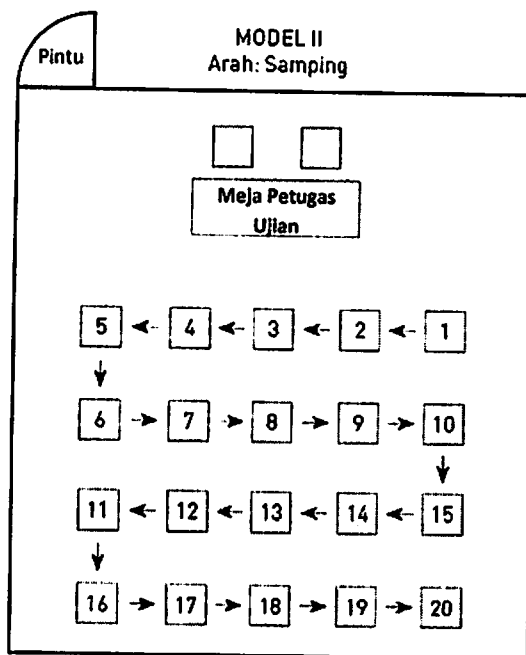 Pintu
MODEL II
Arah: Samping
Meja Petugas
Ujian
5 4 3 2 1
6 7 8 9 10
11 12 13 14 15
16 17 18 19 20